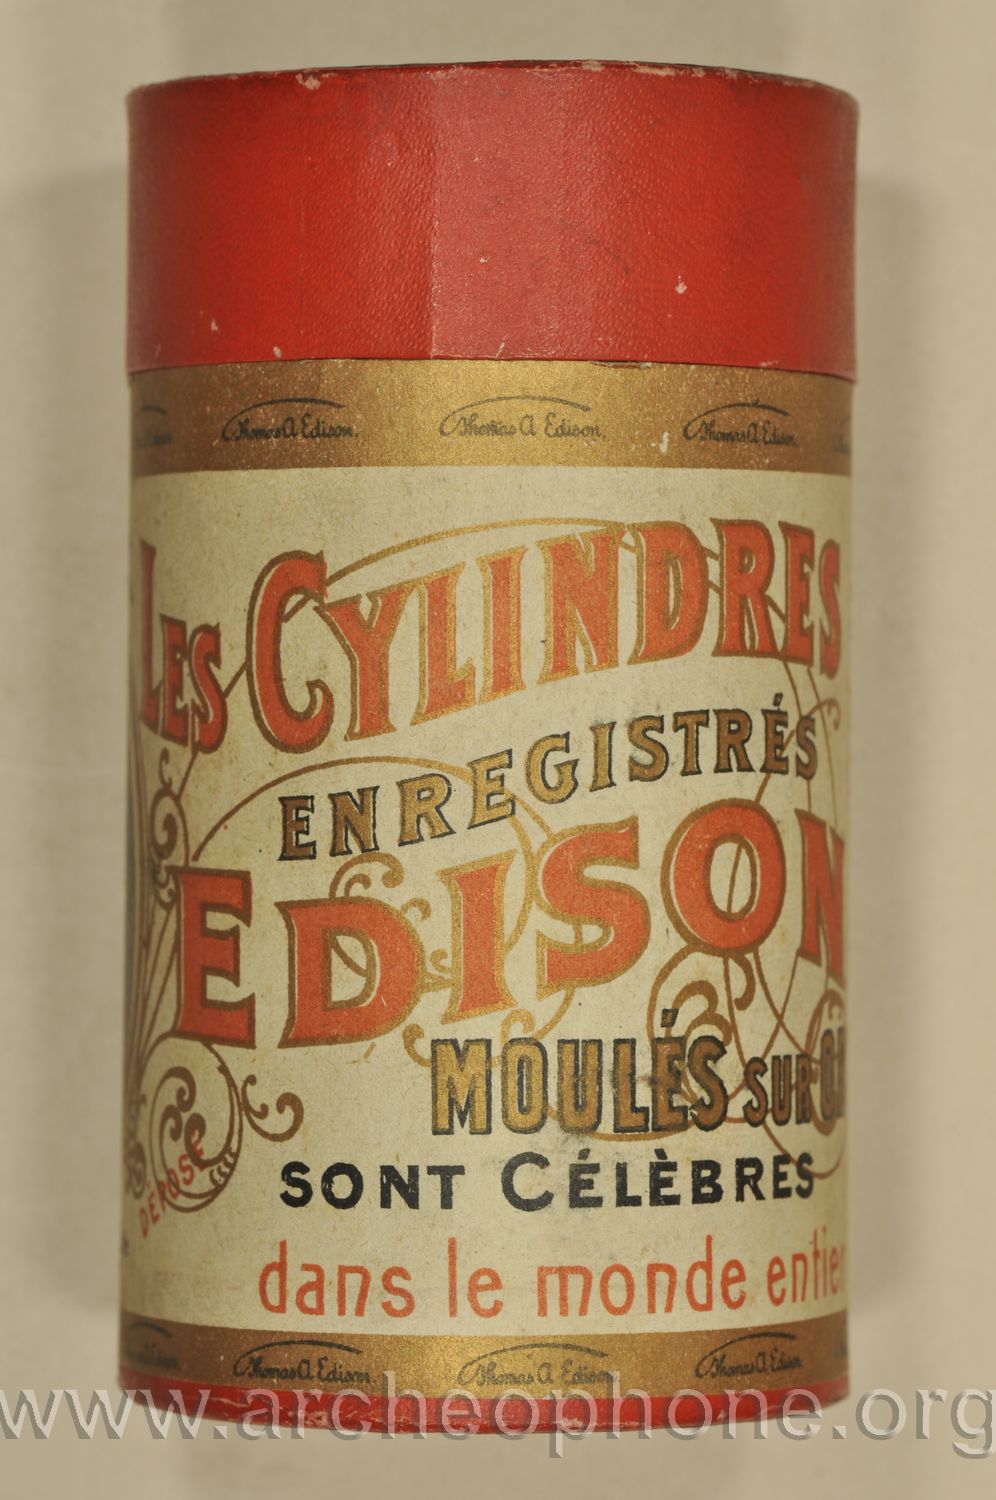 Thomas A Edison. Thomas A Edison. Thomas A Edison
LES CYLINDRES
ENREGISTRÉS
EDISON
MOULÉS SUR
SONT CÉLÈBRES
DÉPOSÉ
dans le monde entier
Thomas A Edison. Thomas A Edison Thomas A Edison
www.archeophone.org